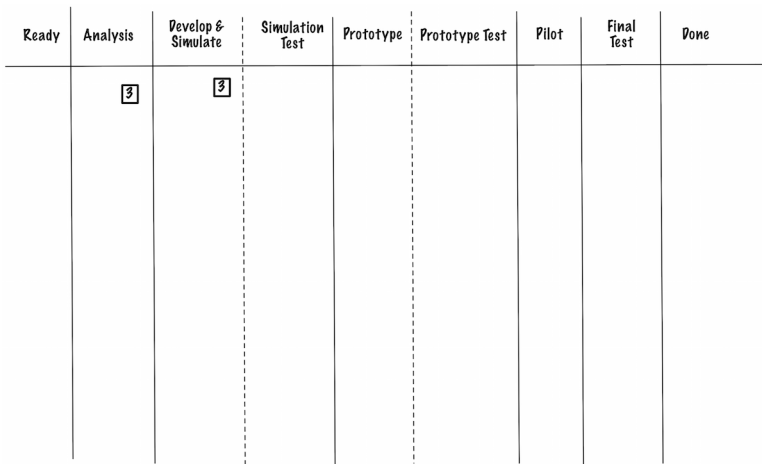 Ready
Analysis
Develop &
Simulate
Simulation
Test
Prototype
Prototype Test
Pilot
Final
Test
Done
3
3